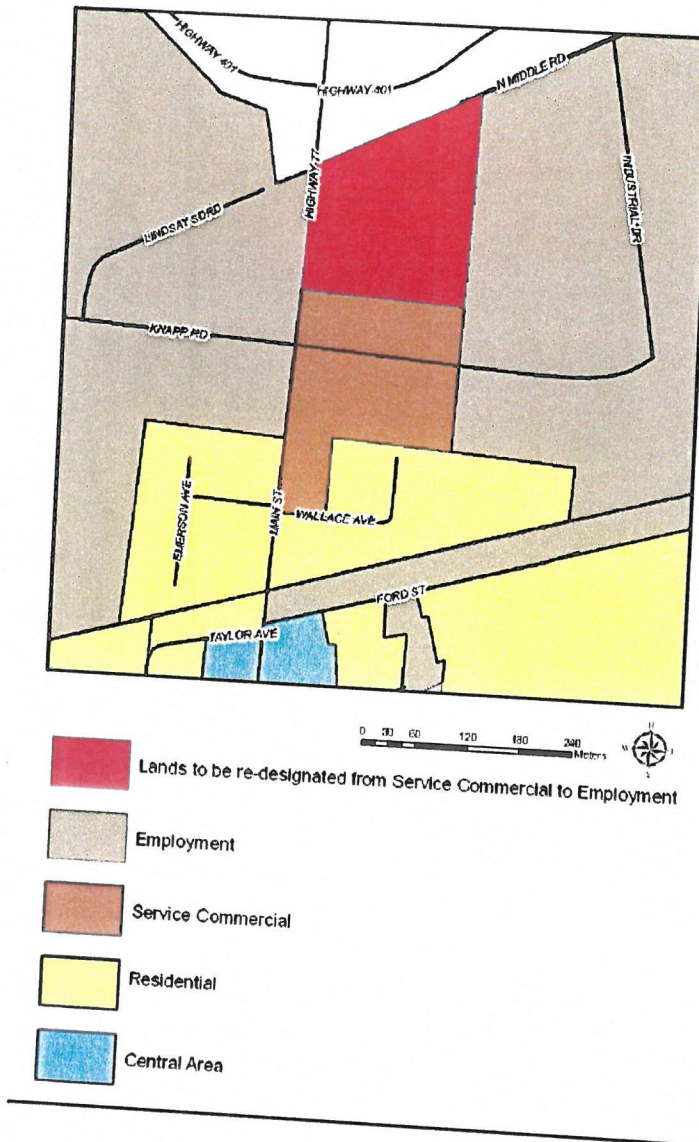 HIGHWAY 401
HIGHWAY 401
N MIDDLE RD
HIGHWAY 77
INDUSTRIAL DR
LINDSAY SDRD
KNAPP RD
EMERSON AVE
MAIN ST
WALLACE AVE
FORD ST
TAYLOR AVE
0 30 60 120 180 240
Meters
Lands to be re-designated from Service Commercial to Employment
Employment
Service Commercial
Residential
Central Area